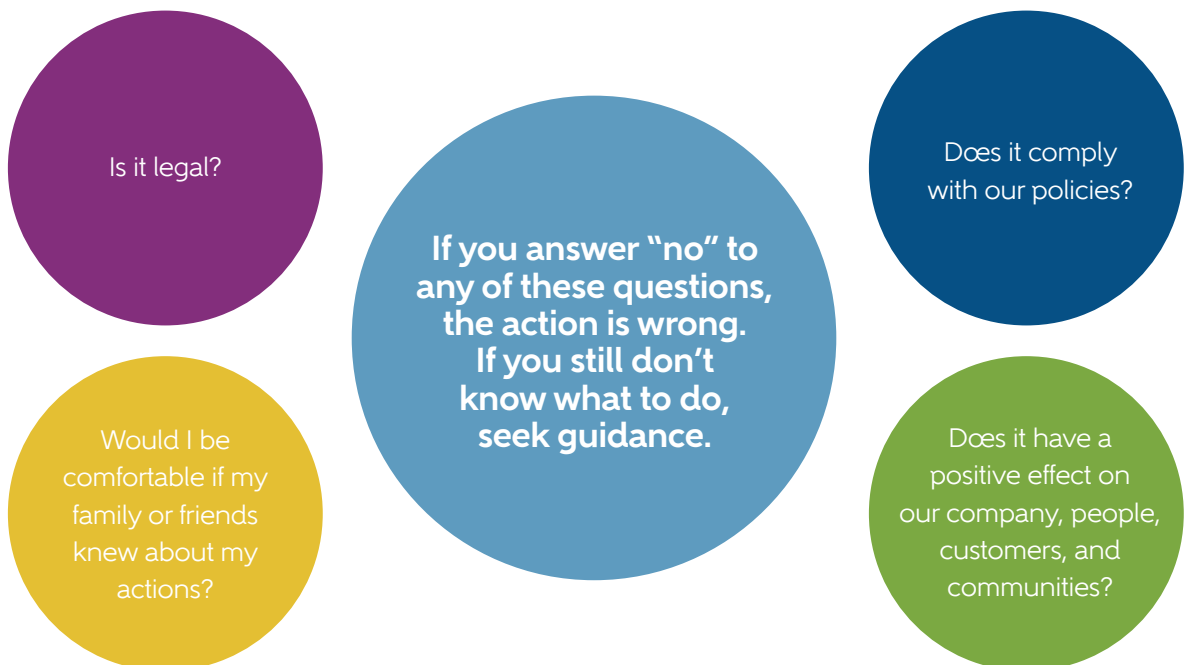 Is it legal?
Does it comply
with our policies?
If you answer “no” to
any of these questions,
the action is wrong.
If you still don’t
know what to do,
seek guidance.
Would I be
comfortable if my
family or friends
knew about my
actions?
Does it have a
positive effect on
our company, people,
customers, and
communities?